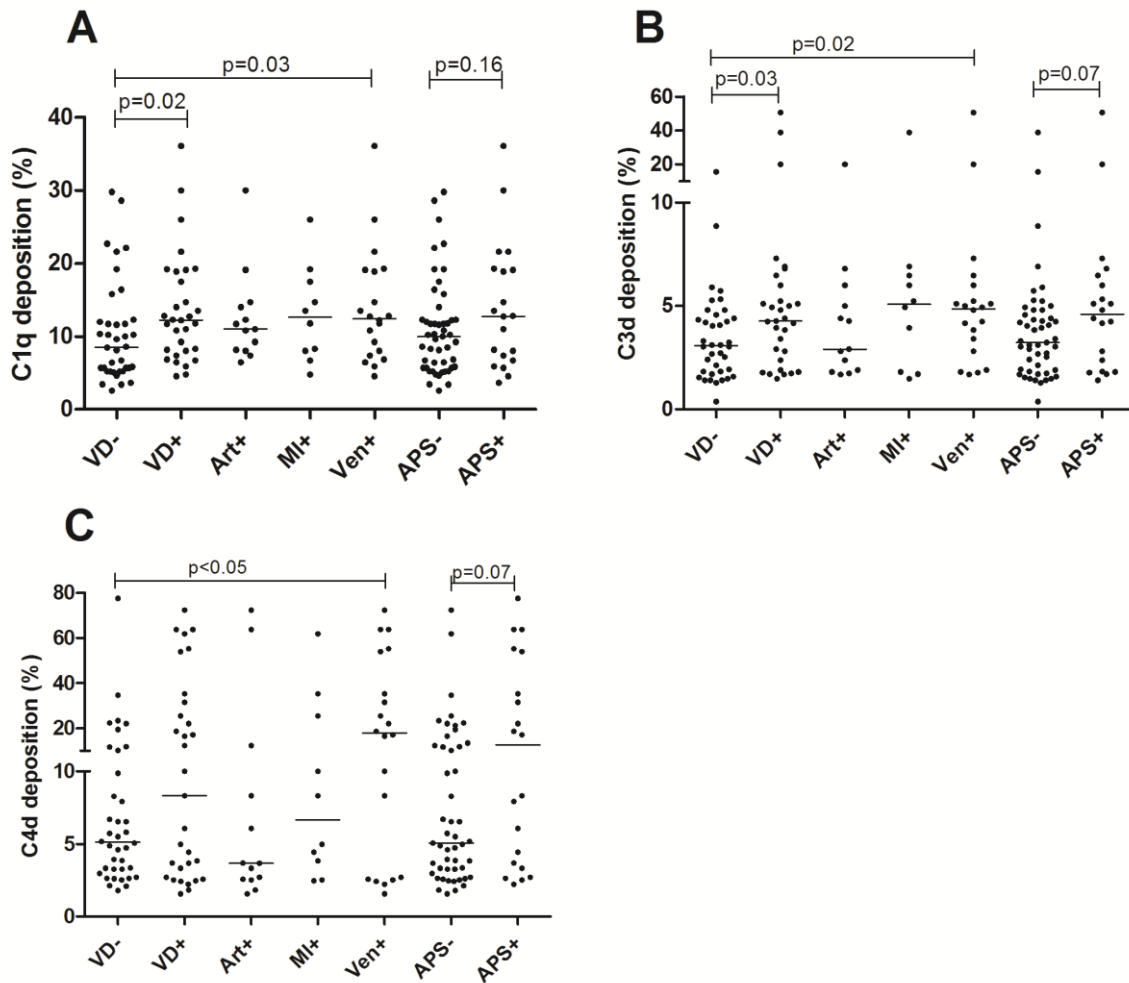 A
p=0.03
p=0.16
p=0.02
C1q deposition (%)
40
30
20
10
0
VD-
VD+
Art+
MI+
Ven+
APS-
APS+
B
p=0.02
p=0.03
p=0.07
C3d deposition (%)
60
40
20
10
5
0
VD-
VD+
Art+
MI+
Ven+
APS-
APS+
C
p<0.05
p=0.07
C4d deposition (%)
80
60
40
20
10
5
0
VD-
VD+
Art+
MI+
Ven+
APS-
APS+